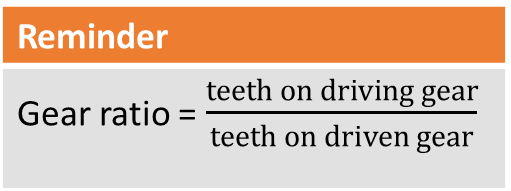 Reminder
Gear ratio = teeth on driving gear
teeth on driven gear